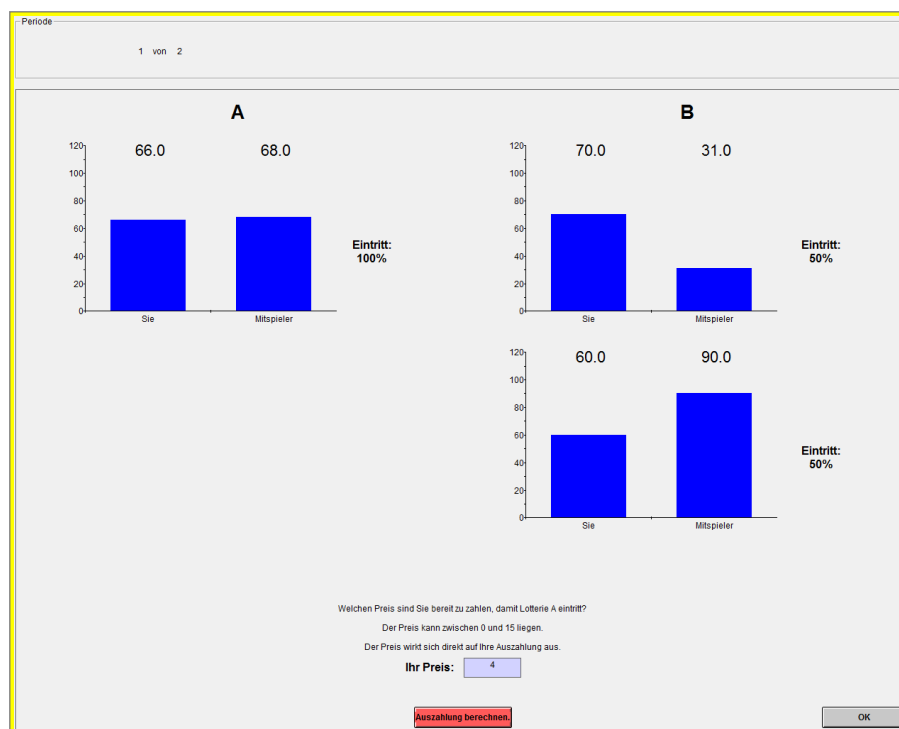 Periode
1 von 2
A
B
66.0 68.0
120
100
80
60
40
20
0
Sie Mitspieler
Eintritt:
100%
70.0 31.0
120
100
80
60
40
20
0
Sie Mitspieler
Eintritt:
50%
60.0 90.0
120
100
80
60
40
20
0
Sie Mitspieler
Eintritt:
50%
Welchen Preis sind Sie bereit zu zahlen, damit Lotterie A eintritt?
Der Preis kann zwischen 0 und 15 liegen.
Der Preis wirkt sich direkt auf Ihre Auszahlung aus.
Ihr Preis: 4
Auszahlung berechnen.
OK